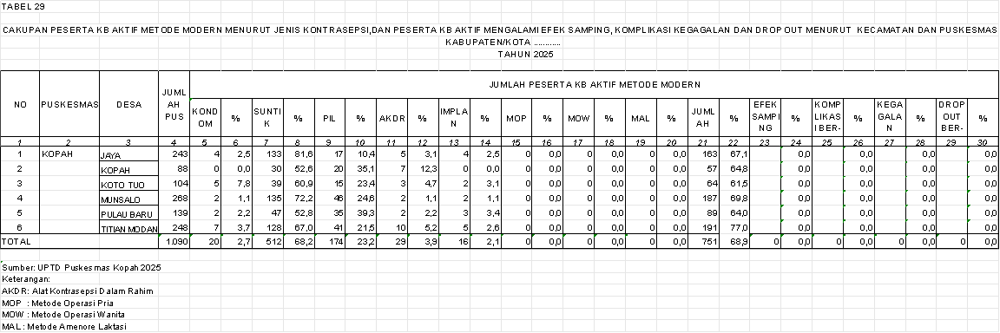 TABEL 29
CAKUPAN PESERTA KB AKTIF METODE MODERN MENURUT JENIS KONTRASEPSI,DAN PESERTA KB AKTIF MENGALAMI EFEK SAMPING, KOMPLIKASI KEGAGALAN DAN DROP OUT MENURUT KECAMATAN DAN PUSKESMAS
KABUPATEN/KOTA ............
TAHUN 2025
NO PUSKESMAS DESA JUMLAH PUS JUMLAH PESERTA KB AKTIF METODE MODERN
KONDOM % SUNTIK % PIL % AKDR % IMPLAN % MOP % MOW % MAL % JUMLAH % EFEK SAMPING % KOMPLIKASI BER- % KEGAGALAN % DROP OUT BER- %
1 2 3 4 5 6 7 8 9 10 11 12 13 14 15 16 17 18 19 20 21 22 23 24 25 26 27 28 29 30
1 KOPAH JAYA 243 4 2,5 133 81,6 17 10,4 5 3,1 4 2,5 0 0,0 0 0,0 0 0,0 163 67,1 0,0 0,0 0,0 0,0
2 KOPAH 88 0 0,0 30 52,6 20 35,1 7 12,3 0 0,0 0 0,0 0 0,0 0 0,0 57 64,8 0,0 0,0 0,0 0,0
3 KOTO TUO 104 5 7,8 39 60,9 15 23,4 3 4,7 2 3,1 0 0,0 0 0,0 0 0,0 64 61,5 0,0 0,0 0,0 0,0
4 MUNSALO 268 2 1,1 135 72,2 46 24,6 2 1,1 2 1,1 0 0,0 0 0,0 0 0,0 187 69,8 0,0 0,0 0,0 0,0
5 PULAU BARU 139 2 2,2 47 52,8 35 39,3 2 2,2 3 3,4 0 0,0 0 0,0 0 0,0 89 64,0 0,0 0,0 0,0 0,0
6 TITIAN MODAN 248 7 3,7 128 67,0 41 21,5 10 5,2 5 2,6 0 0,0 0 0,0 0 0,0 191 77,0 0,0 0,0 0,0 0,0
TOTAL 1.090 20 2,7 512 68,2 174 23,2 29 3,9 16 2,1 0 0,0 0 0,0 0 0,0 751 68,9 0 0,0 0 0,0 0 0,0 0 0,0
Sumber: UPTD Puskesmas Kopah 2025
Keterangan:
AKDR: Alat Kontrasepsi Dalam Rahim
MOP : Metode Operasi Pria
MOW : Metode Operasi Wanita
MAL : Metode Amenore Laktasi